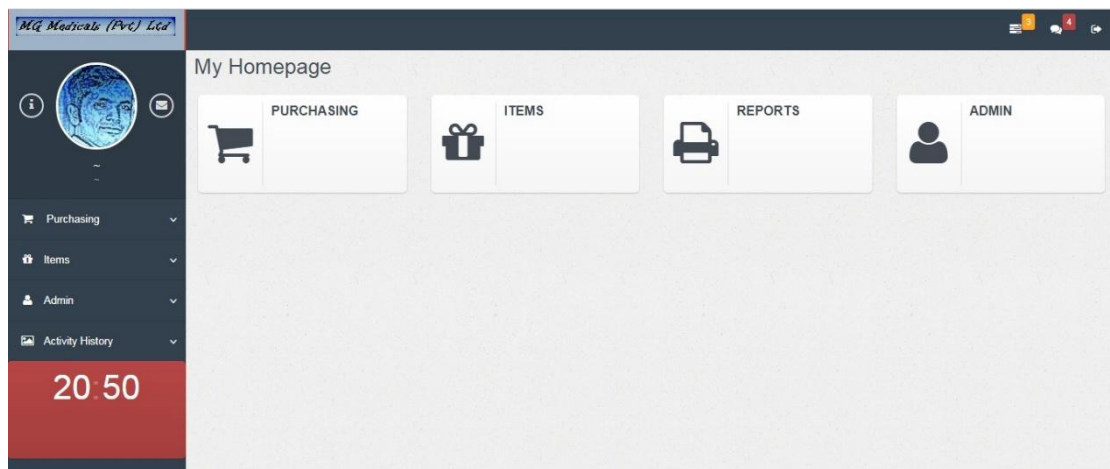 MG Medicals (Pvt) Ltd
3
4
My Homepage
PURCHASING
ITEMS
REPORTS
ADMIN
~
~
Purchasing
Items
Admin
Activity History
20:50